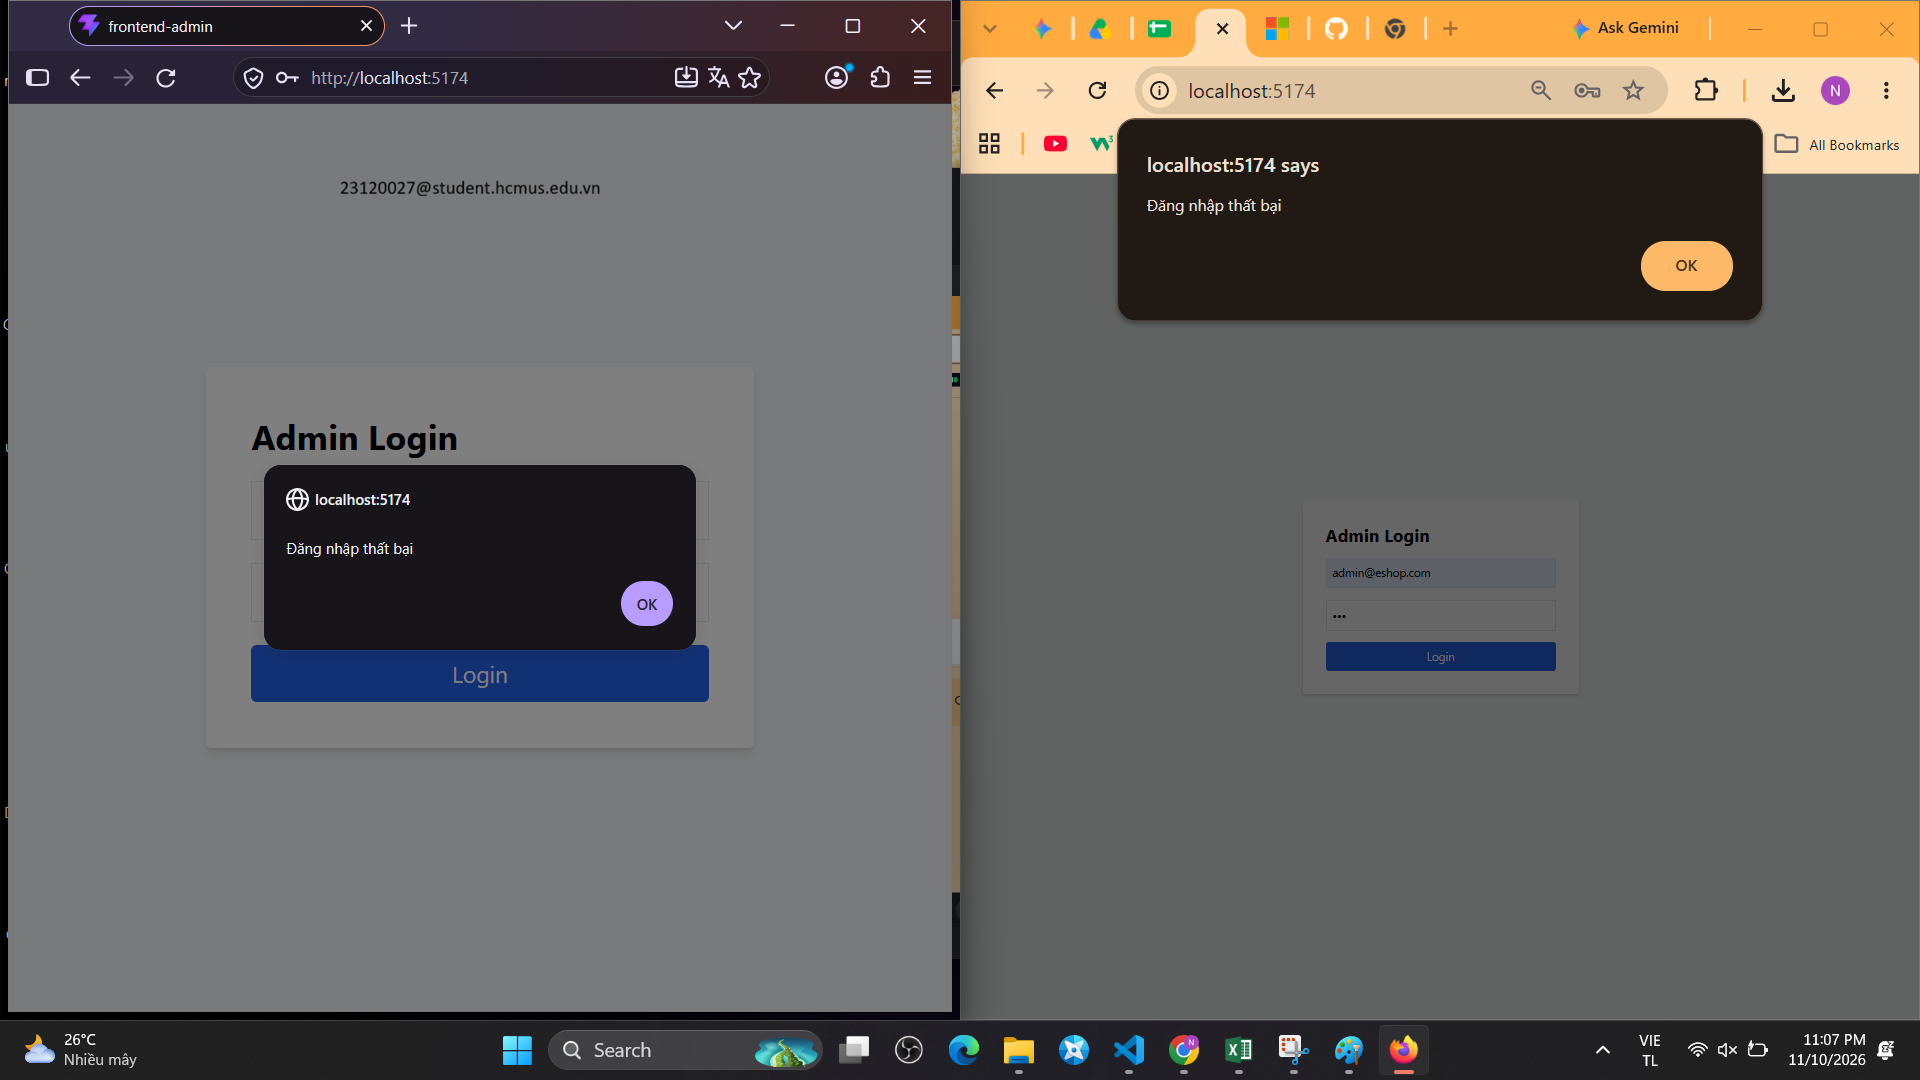 frontend-admin
http://localhost:5174
23120027@student.hcmus.edu.vn
Admin Login
localhost:5174
Đăng nhập thất bại
OK
Login
Ask Gemini
localhost:5174
N
All Bookmarks
localhost:5174 says
Đăng nhập thất bại
OK
Admin Login
admin@eshop.com
•••
Login
26°C
Nhiều mây
Search
VIE
TL
11:07 PM
11/10/2026